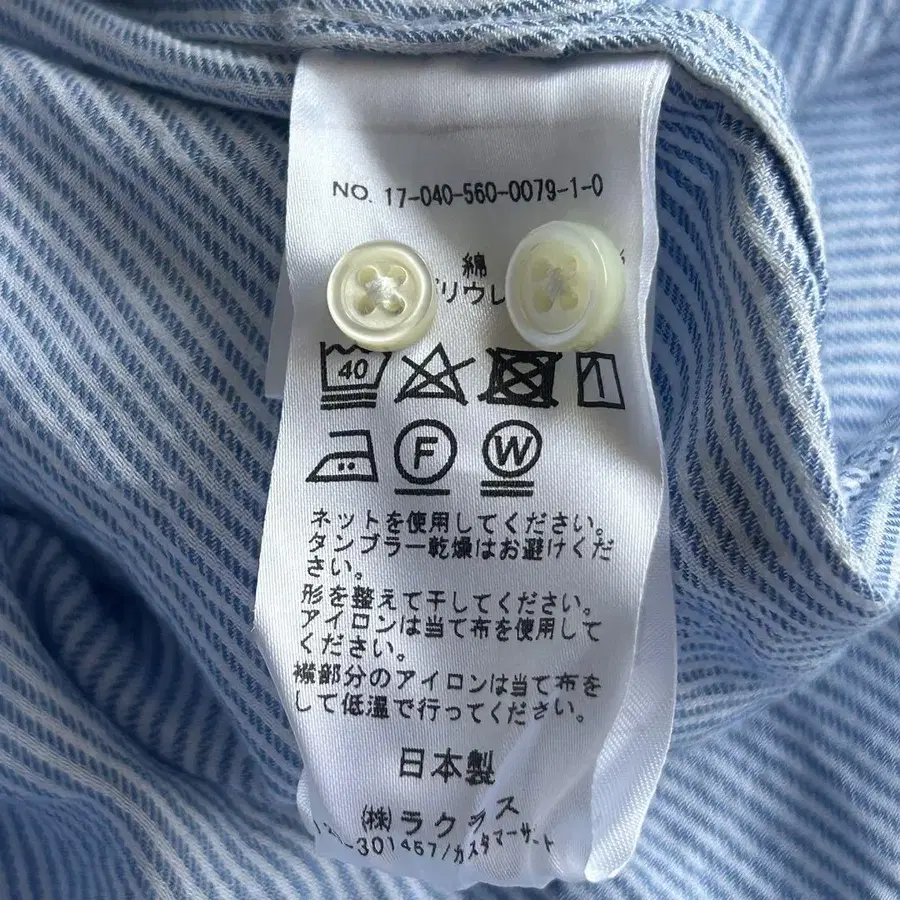 NO. 17-040-560-0079-1-0
綿
リウレ
40
F
W
ネットを使用してください。
タンブラー乾燥はお避けくだ
さい。
形を整えて干してください。
アイロンは当て布を使用して
ください。
襟部分のアイロンは当て布を
して低温で行ってください。
日本製
(株)ラクラス
-301457/カスタマーサート